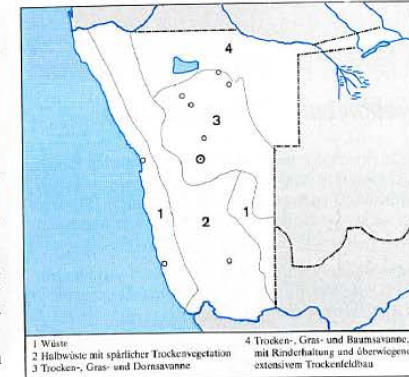 4
3
1
2
1
1 Wüste
2 Halbwüste mit spärlicher Trockenvegetation
3 Trocken-, Gras- und Dornsavanne
4 Trocken-, Gras- und Baumsavanne,
mit Rinderhaltung und überwiegend
extensivem Trockenfeldbau